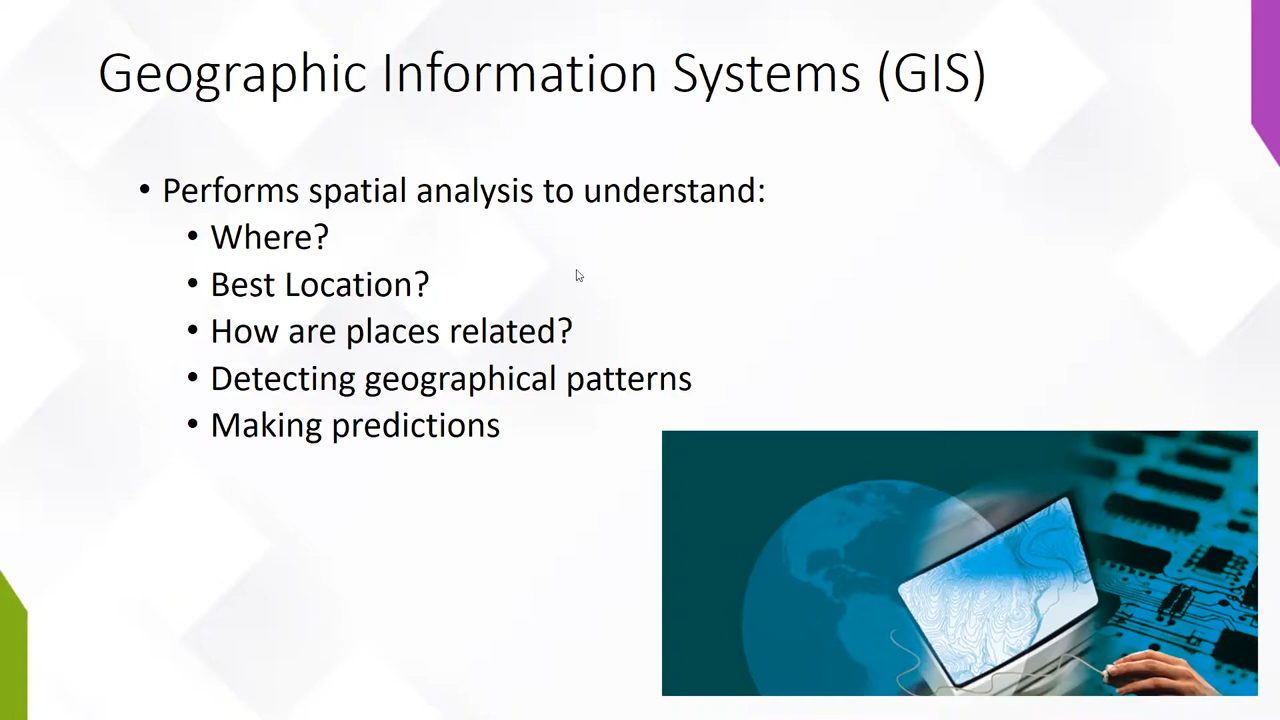 Geographic Information Systems (GIS)
• Performs spatial analysis to understand:
• Where?
• Best Location?
• How are places related?
• Detecting geographical patterns
• Making predictions